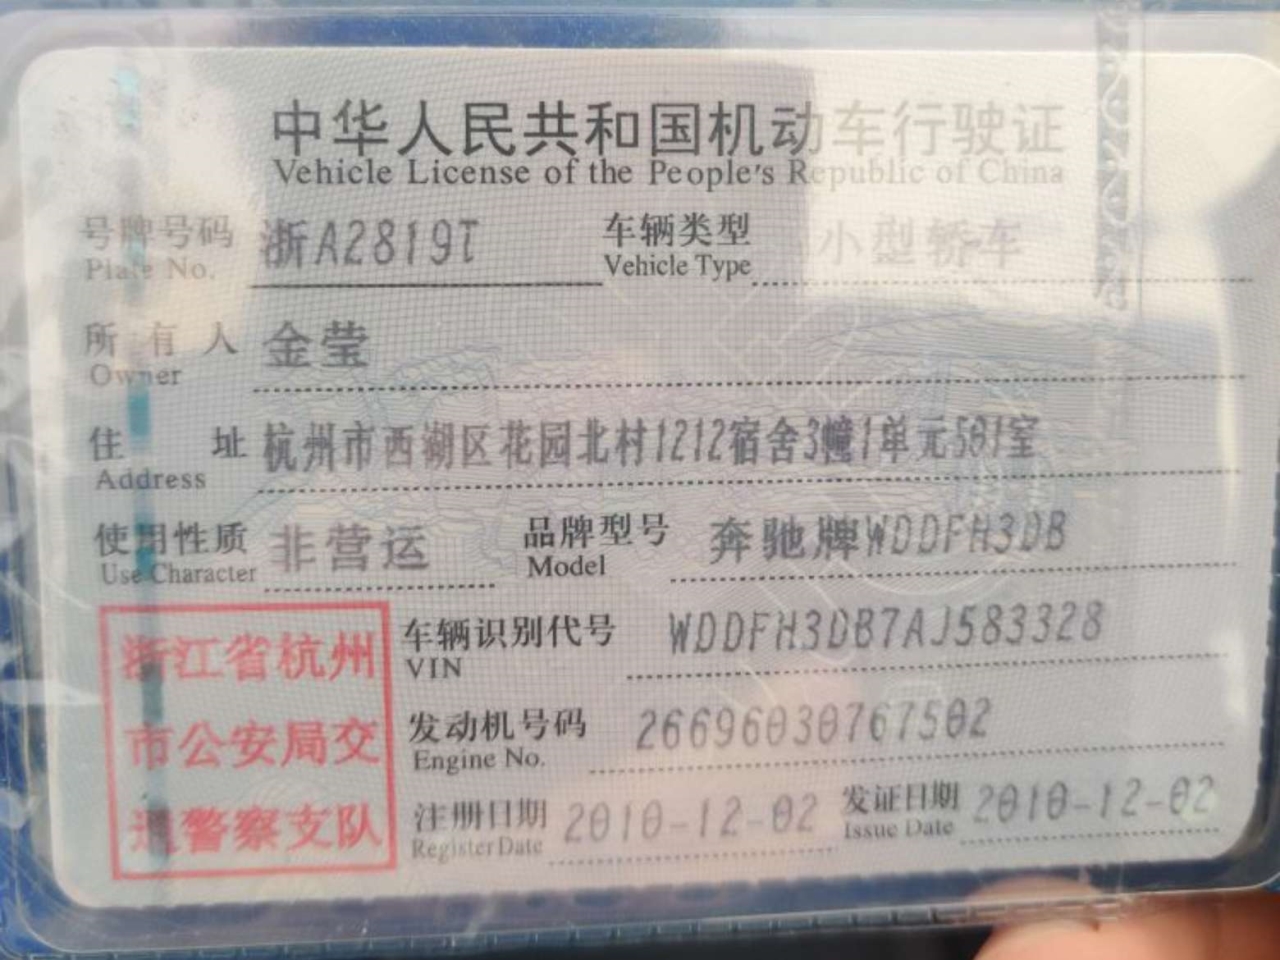 中华人民共和国机动车行驶证
Vehicle License of the People's Republic of China
号牌号码 浙A2819T 车辆类型 小型轿车
Plate No. Vehicle Type
所有人 金莹
Owner
住址 杭州市西湖区花园北村1212宿舍3幢1单元501室
Address
使用性质 非营运 品牌型号 奔驰牌WDDFH3DB
Use Character Model
浙江省杭州
市公安局交
通警察支队
车辆识别代号 WDDFH3DB7AJ583328
VIN
发动机号码 26696030767502
Engine No.
注册日期 2010-12-02 发证日期 2010-12-02
Register Date Issue Date